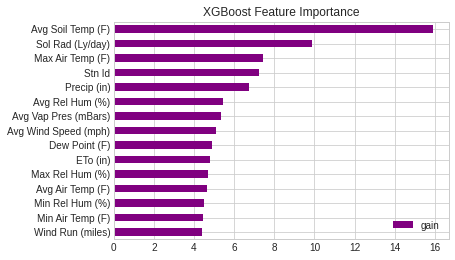 XGBoost Feature Importance
Avg Soil Temp (F)
Sol Rad (Ly/day)
Max Air Temp (F)
Stn Id
Precip (in)
Avg Rel Hum (%)
Avg Vap Pres (mBars)
Avg Wind Speed (mph)
Dew Point (F)
ETo (in)
Max Rel Hum (%)
Avg Air Temp (F)
Min Rel Hum (%)
Min Air Temp (F)
Wind Run (miles)
gain
0 2 4 6 8 10 12 14 16